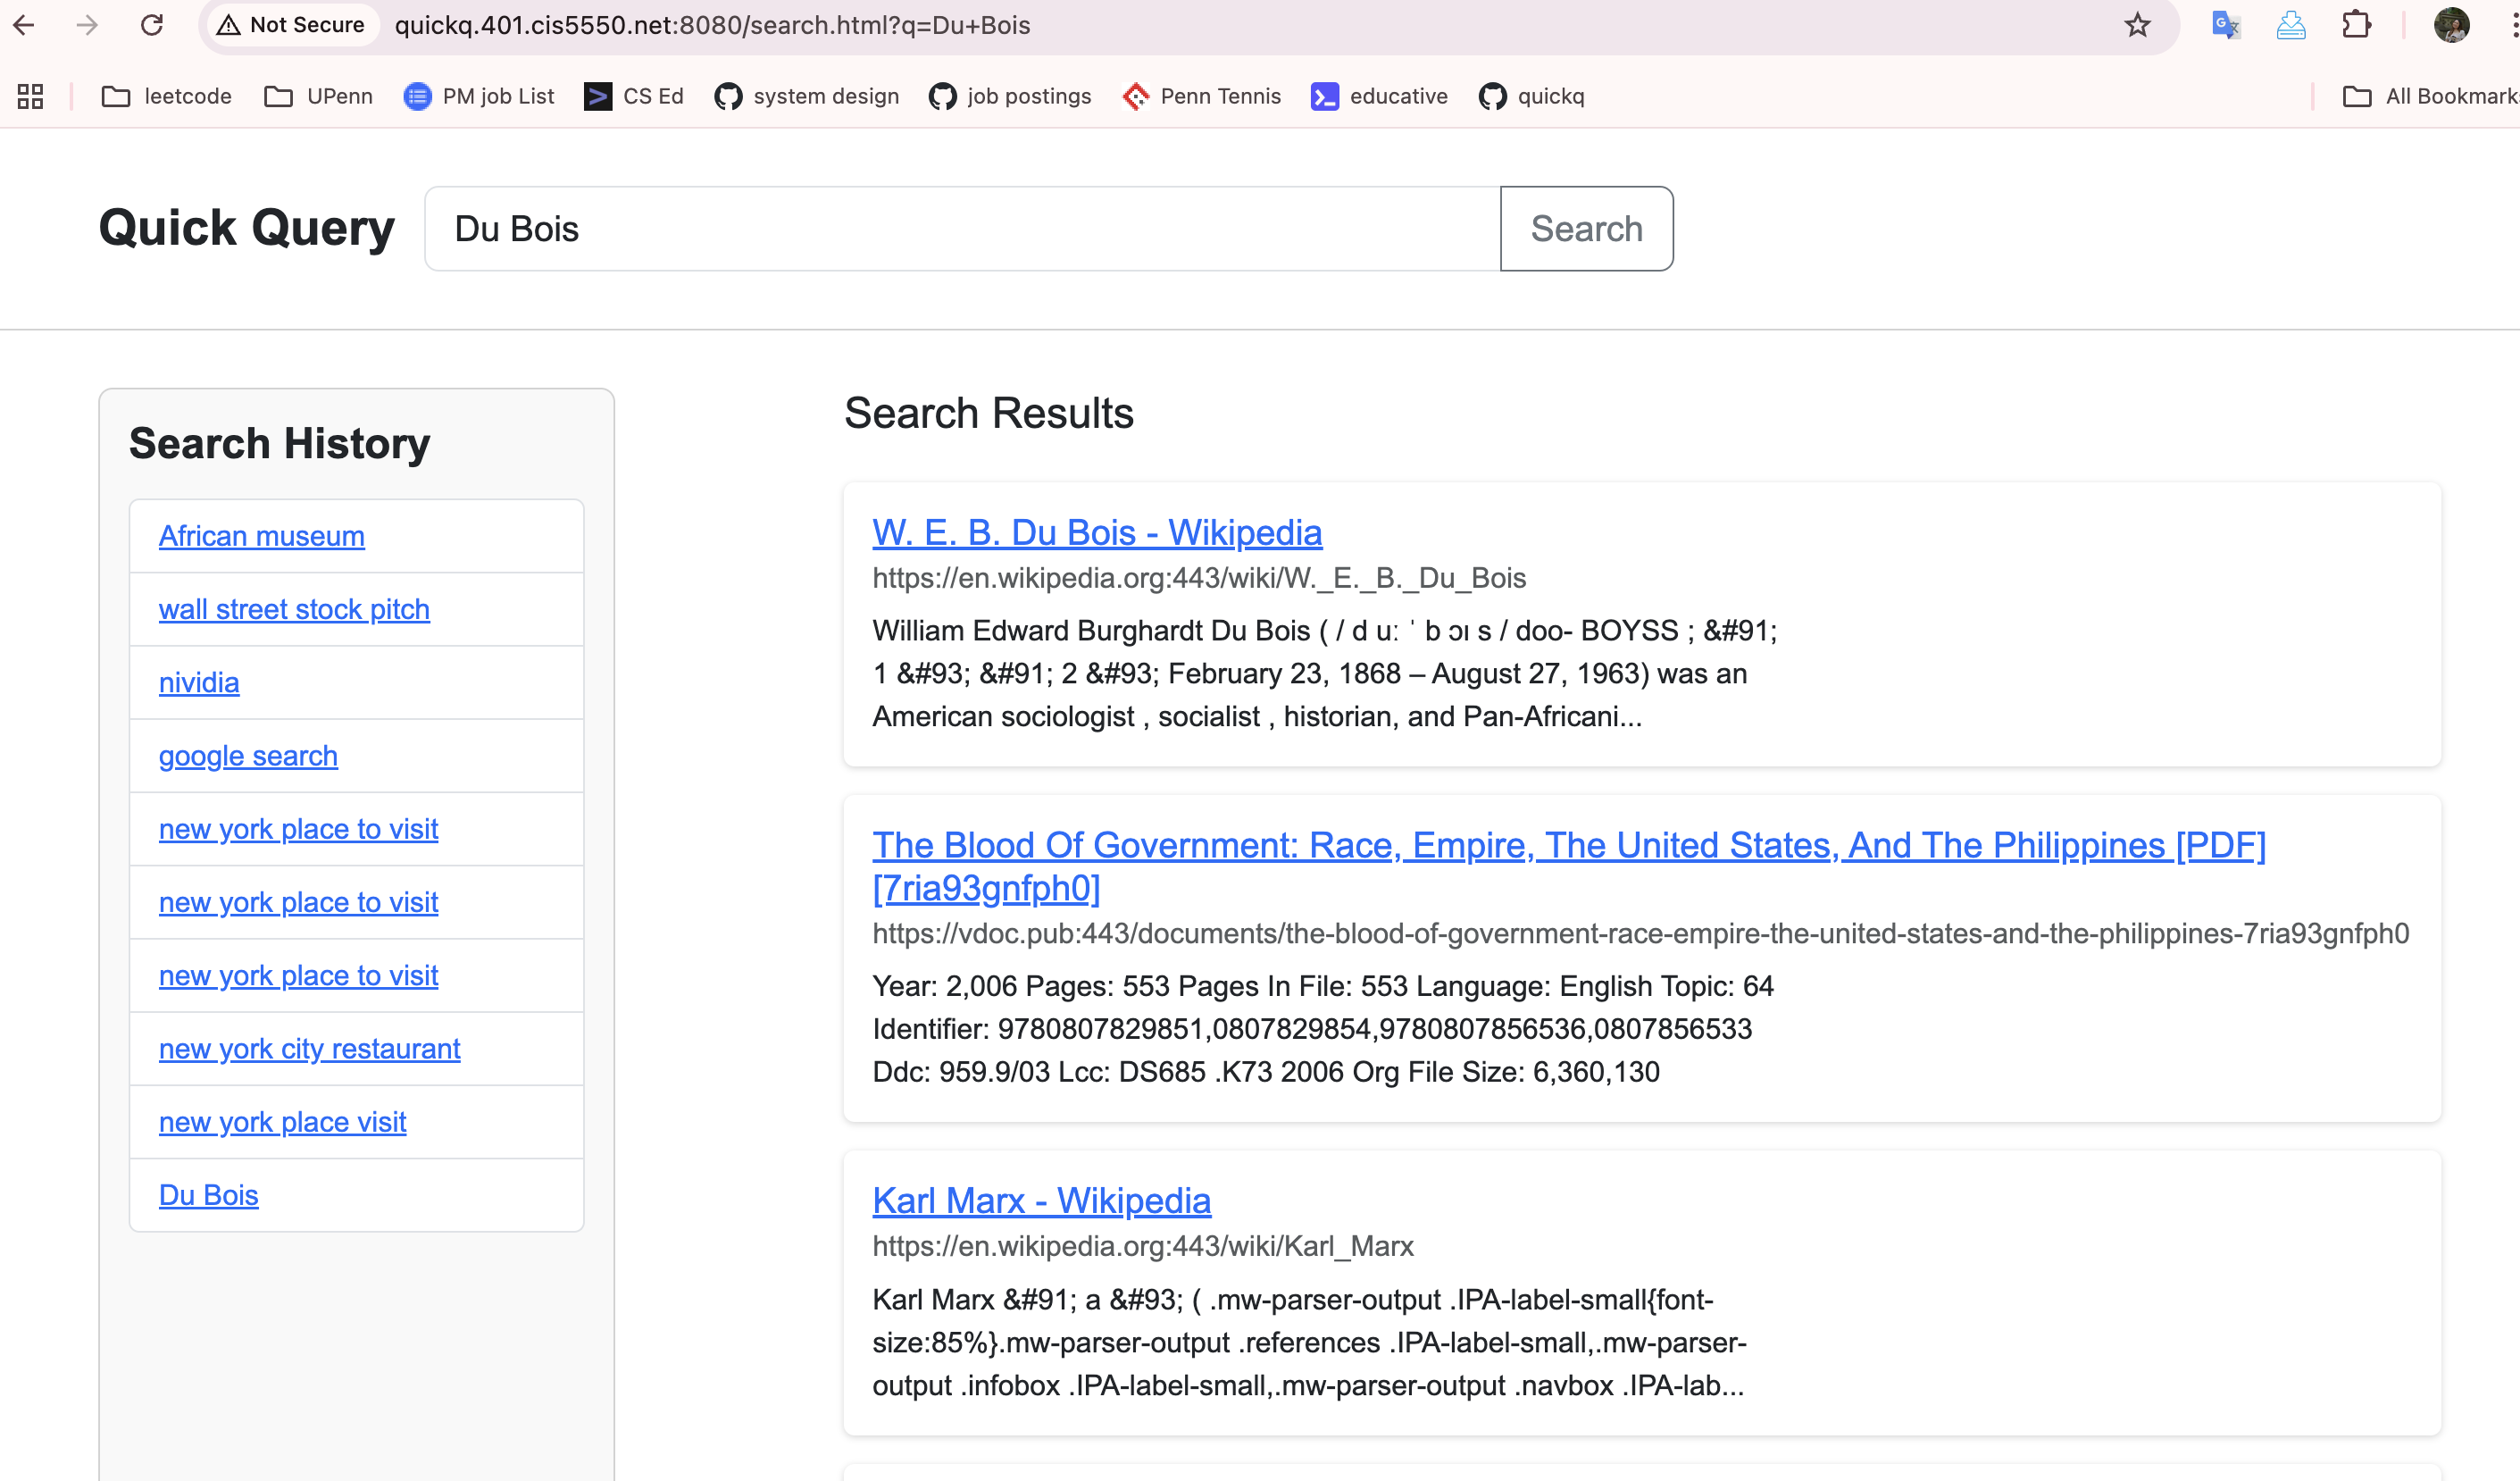 Not Secure quickq.401.cis5550.net:8080/search.html?q=Du+Bois
leetcode UPenn PM job List CS Ed system design job postings Penn Tennis educative quickq All Bookmark
Quick Query Du Bois Search
Search History
African museum
wall street stock pitch
nividia
google search
new york place to visit
new york place to visit
new york place to visit
new york city restaurant
new york place visit
Du Bois
Search Results
W. E. B. Du Bois - Wikipedia
https://en.wikipedia.org:443/wiki/W._E._B._Du_Bois
William Edward Burghardt Du Bois ( / d uː ˈ b ɔɪ s / doo- BOYSS ; &#91;
1 &#93; &#91; 2 &#93; February 23, 1868 – August 27, 1963) was an
American sociologist , socialist , historian, and Pan-Africani...
The Blood Of Government: Race, Empire, The United States, And The Philippines [PDF]
[7ria93gnfph0]
https://vdoc.pub:443/documents/the-blood-of-government-race-empire-the-united-states-and-the-philippines-7ria93gnfph0
Year: 2,006 Pages: 553 Pages In File: 553 Language: English Topic: 64
Identifier: 9780807829851,0807829854,9780807856536,0807856533
Ddc: 959.9/03 Lcc: DS685 .K73 2006 Org File Size: 6,360,130
Karl Marx - Wikipedia
https://en.wikipedia.org:443/wiki/Karl_Marx
Karl Marx &#91; a &#93; ( .mw-parser-output .IPA-label-small{font-
size:85%}.mw-parser-output .references .IPA-label-small,.mw-parser-
output .infobox .IPA-label-small,.mw-parser-output .navbox .IPA-lab...